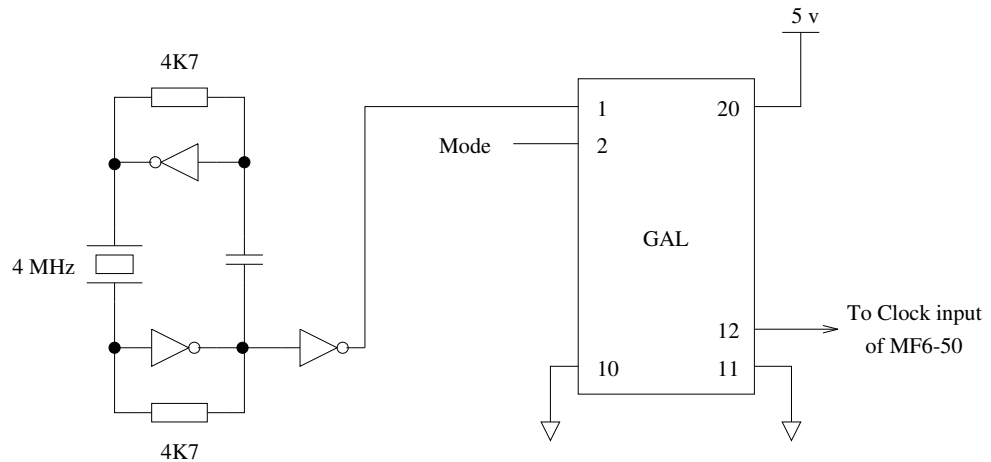 5 v
4K7
1
20
Mode
2
GAL
4 MHz
To Clock input
of MF6-50
12
10
11
4K7